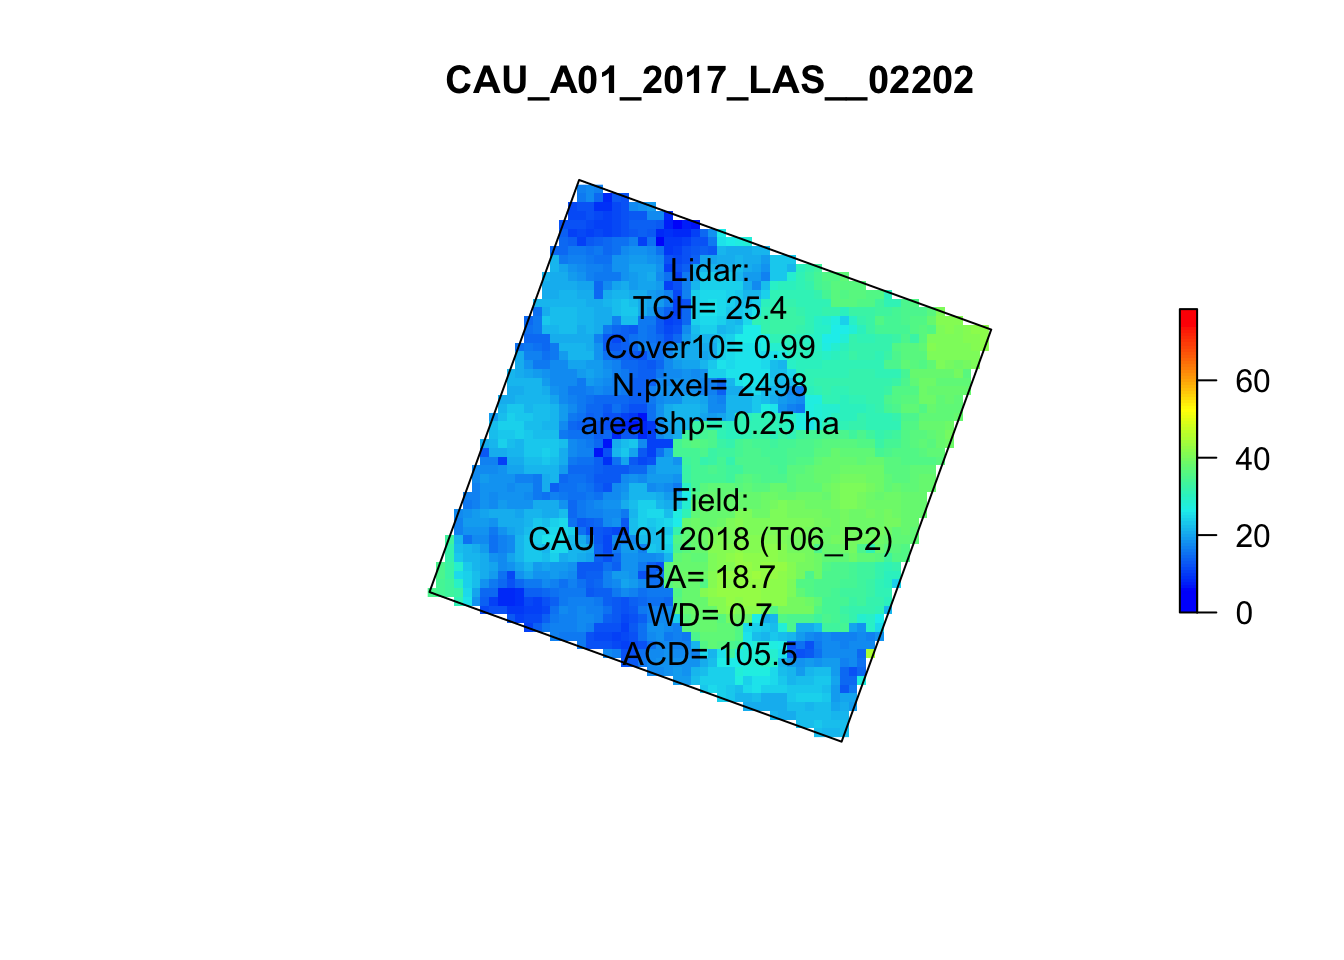 CAU_A01_2017_LAS__02202
Lidar:
TCH= 25.4
Cover10= 0.99
N.pixel= 2498
area.shp= 0.25 ha
Field:
CAU_A01 2018 (T06_P2)
BA= 18.7
WD= 0.7
ACD= 105.5
60
40
20
0